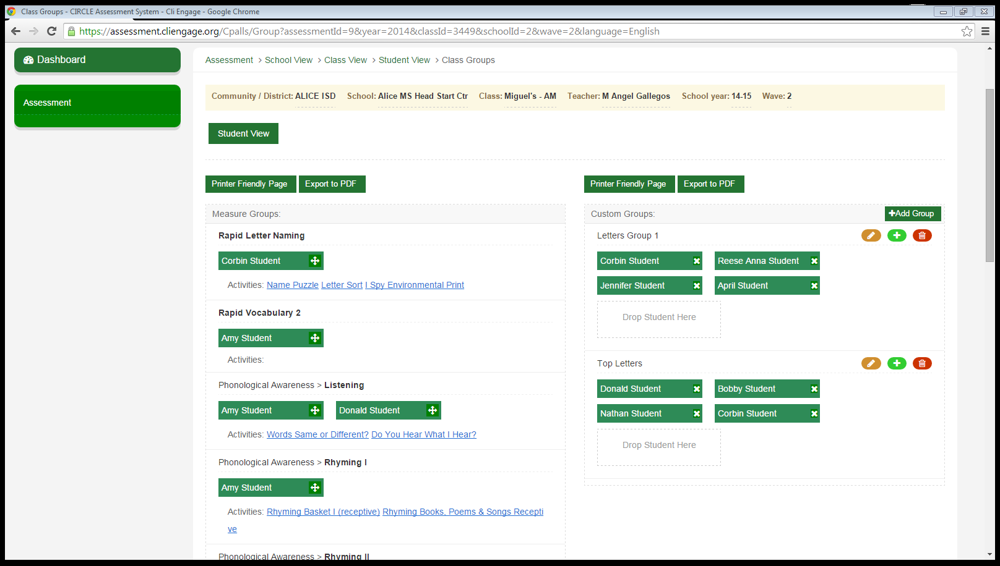 Class Groups - CIRCLE Assessment System - Cli Engage - Google Chrome
https://assessment.cliengage.org/Cpalls/Group?assessmentId=9&year=2014&classId=3449&schoolId=2&wave=2&language=English
Dashboard
Assessment
Assessment > School View > Class View > Student View > Class Groups
Community / District: ALICE ISD School: Alice MS Head Start Ctr Class: Miguel's - AM Teacher: M Angel Gallegos School year: 14-15 Wave: 2
Student View
Printer Friendly Page Export to PDF
Measure Groups:
Rapid Letter Naming
Corbin Student
Activities: Name Puzzle Letter Sort I Spy Environmental Print
Rapid Vocabulary 2
Amy Student
Activities:
Phonological Awareness > Listening
Amy Student Donald Student
Activities: Words Same or Different? Do You Hear What I Hear?
Phonological Awareness > Rhyming I
Amy Student
Activities: Rhyming Basket I (receptive) Rhyming Books, Poems & Songs Recepti
ve
Phonological Awareness > Rhyming II
Printer Friendly Page Export to PDF
Custom Groups: Add Group
Letters Group 1
Corbin Student Reese Anna Student
Jennifer Student April Student
Drop Student Here
Top Letters
Donald Student Bobby Student
Nathan Student Corbin Student
Drop Student Here